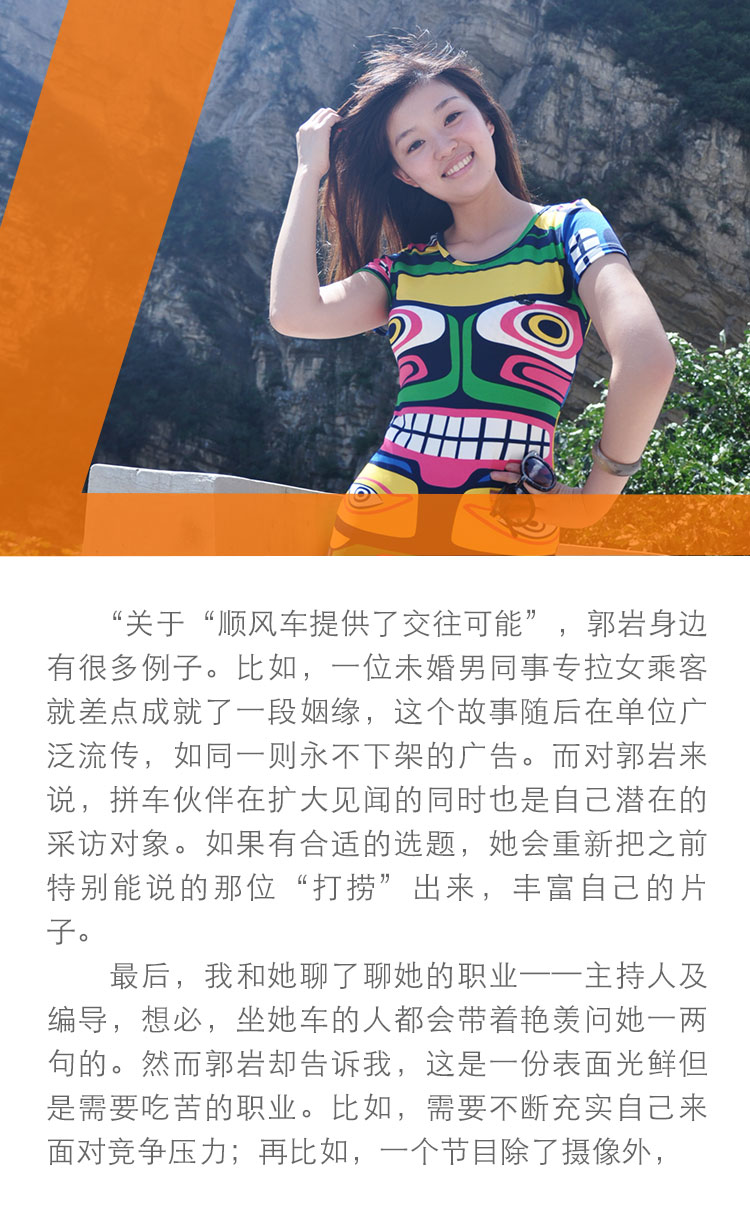 “关于“顺风车提供了交往可能”，郭岩身边
有很多例子。比如，一位未婚男同事专拉女乘客
就差点成就了一段姻缘，这个故事随后在单位广
泛流传，如同一则永不下架的广告。而对郭岩来
说，拼车伙伴在扩大见闻的同时也是自己潜在的
采访对象。如果有合适的选题，她会重新把之前
特别能说的那位“打捞”出来，丰富自己的片
子。
最后，我和她聊了聊她的职业——主持人及
编导，想必，坐她车的人都会带着艳羡问她一两
句的。然而郭岩却告诉我，这是一份表面光鲜但
是需要吃苦的职业。比如，需要不断充实自己来
面对竞争压力；再比如，一个节目除了摄像外，